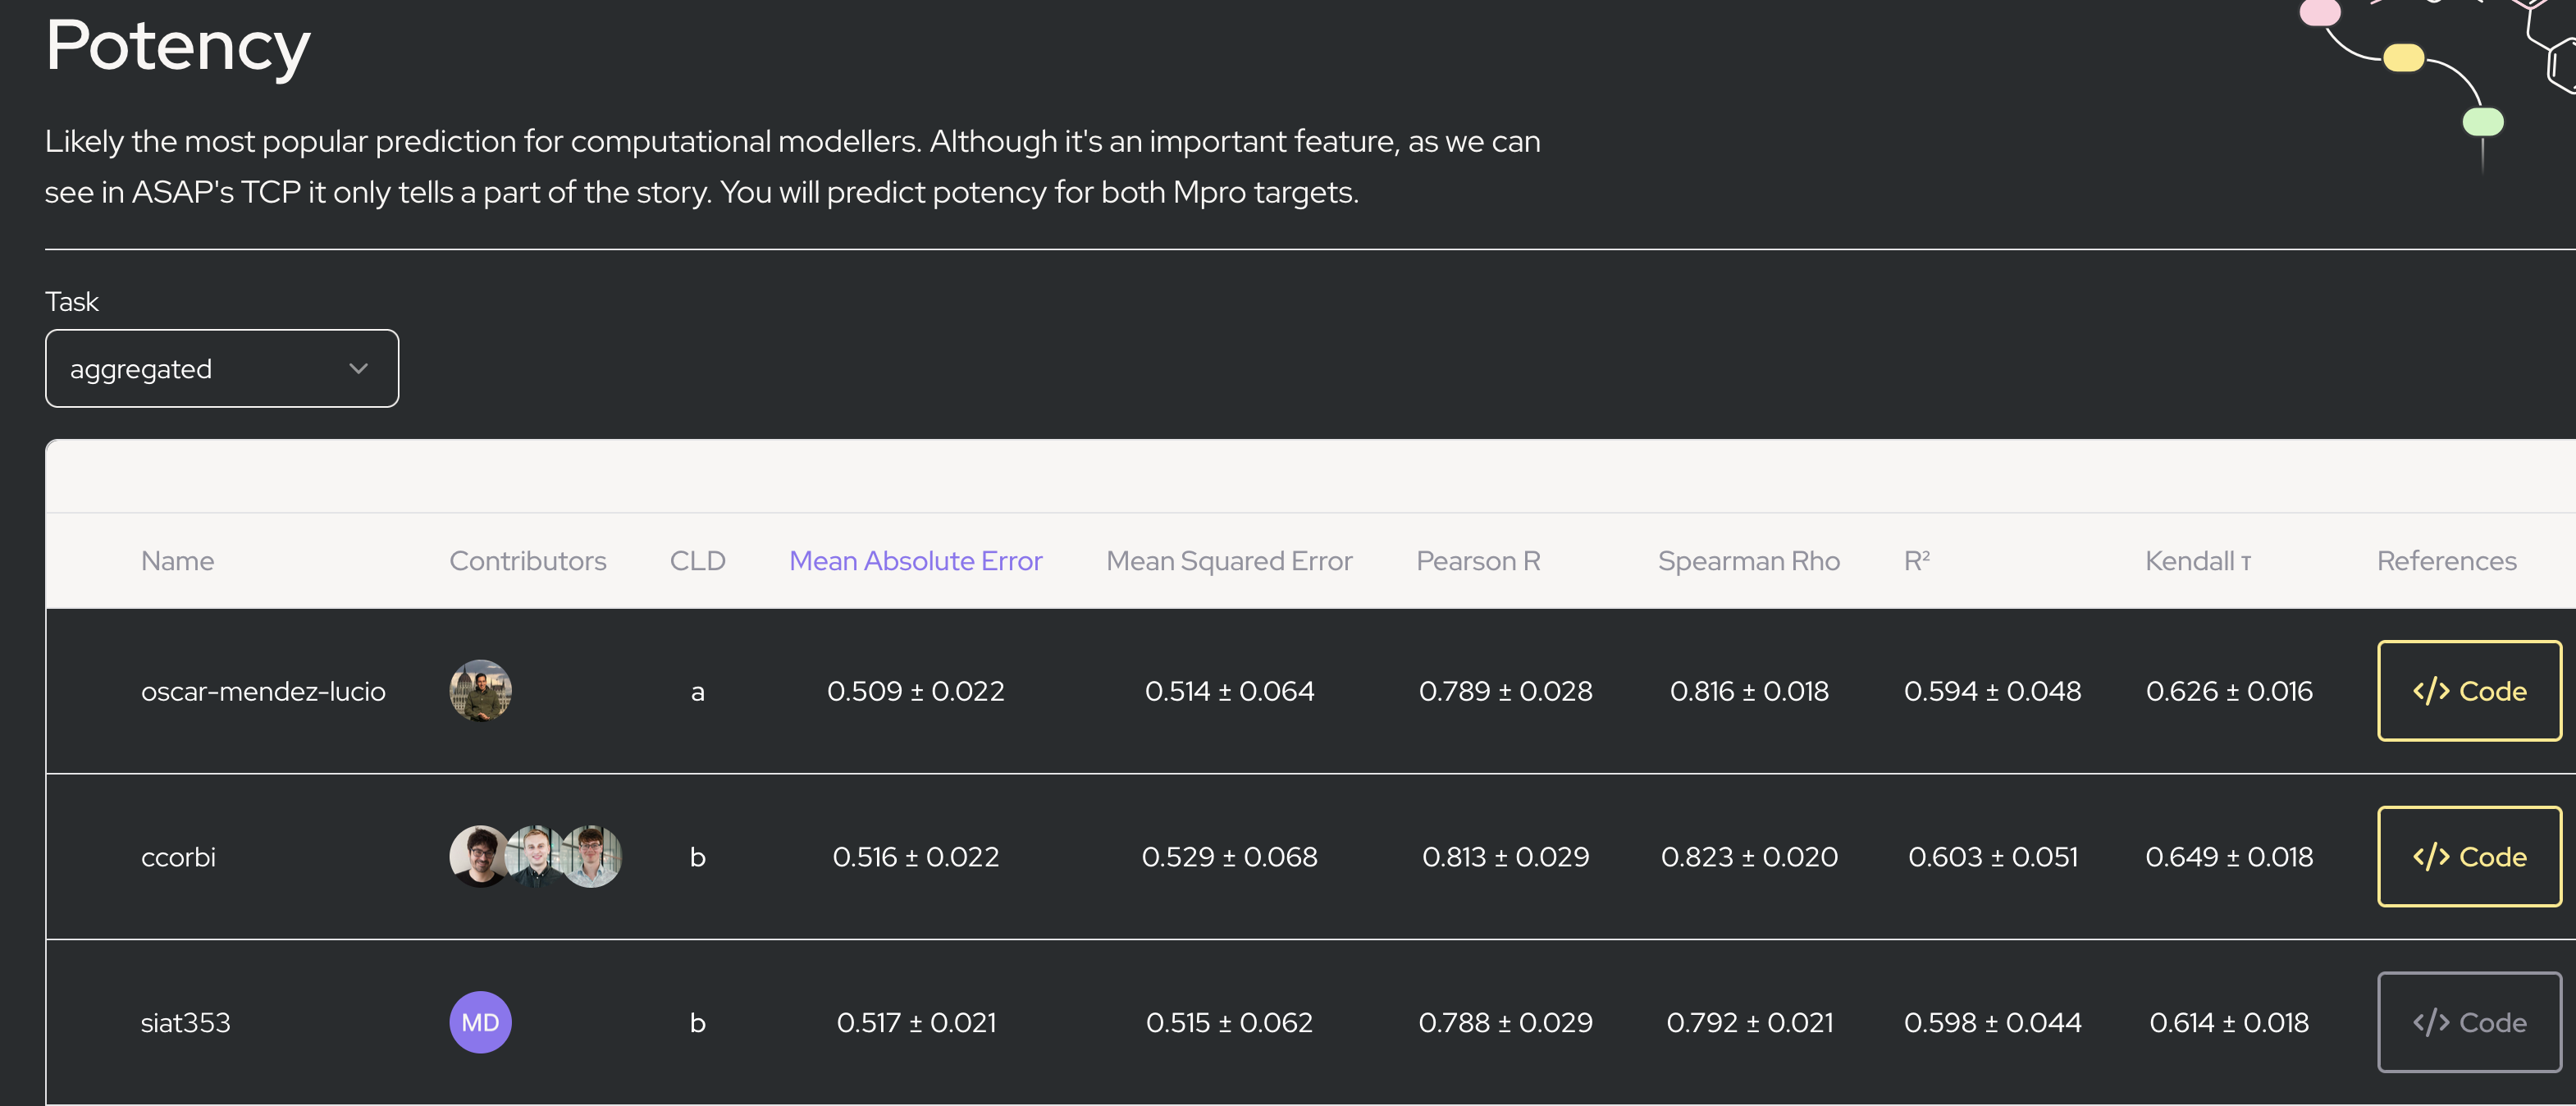 Potency
Likely the most popular prediction for computational modellers. Although it's an important feature, as we can
see in ASAP's TCP it only tells a part of the story. You will predict potency for both Mpro targets.
Task
aggregated
Name Contributors CLD Mean Absolute Error Mean Squared Error Pearson R Spearman Rho R² Kendall τ References
oscar-mendez-lucio a 0.509 ± 0.022 0.514 ± 0.064 0.789 ± 0.028 0.816 ± 0.018 0.594 ± 0.048 0.626 ± 0.016 </> Code
ccorbi b 0.516 ± 0.022 0.529 ± 0.068 0.813 ± 0.029 0.823 ± 0.020 0.603 ± 0.051 0.649 ± 0.018 </> Code
siat353 MD b 0.517 ± 0.021 0.515 ± 0.062 0.788 ± 0.029 0.792 ± 0.021 0.598 ± 0.044 0.614 ± 0.018 </> Code